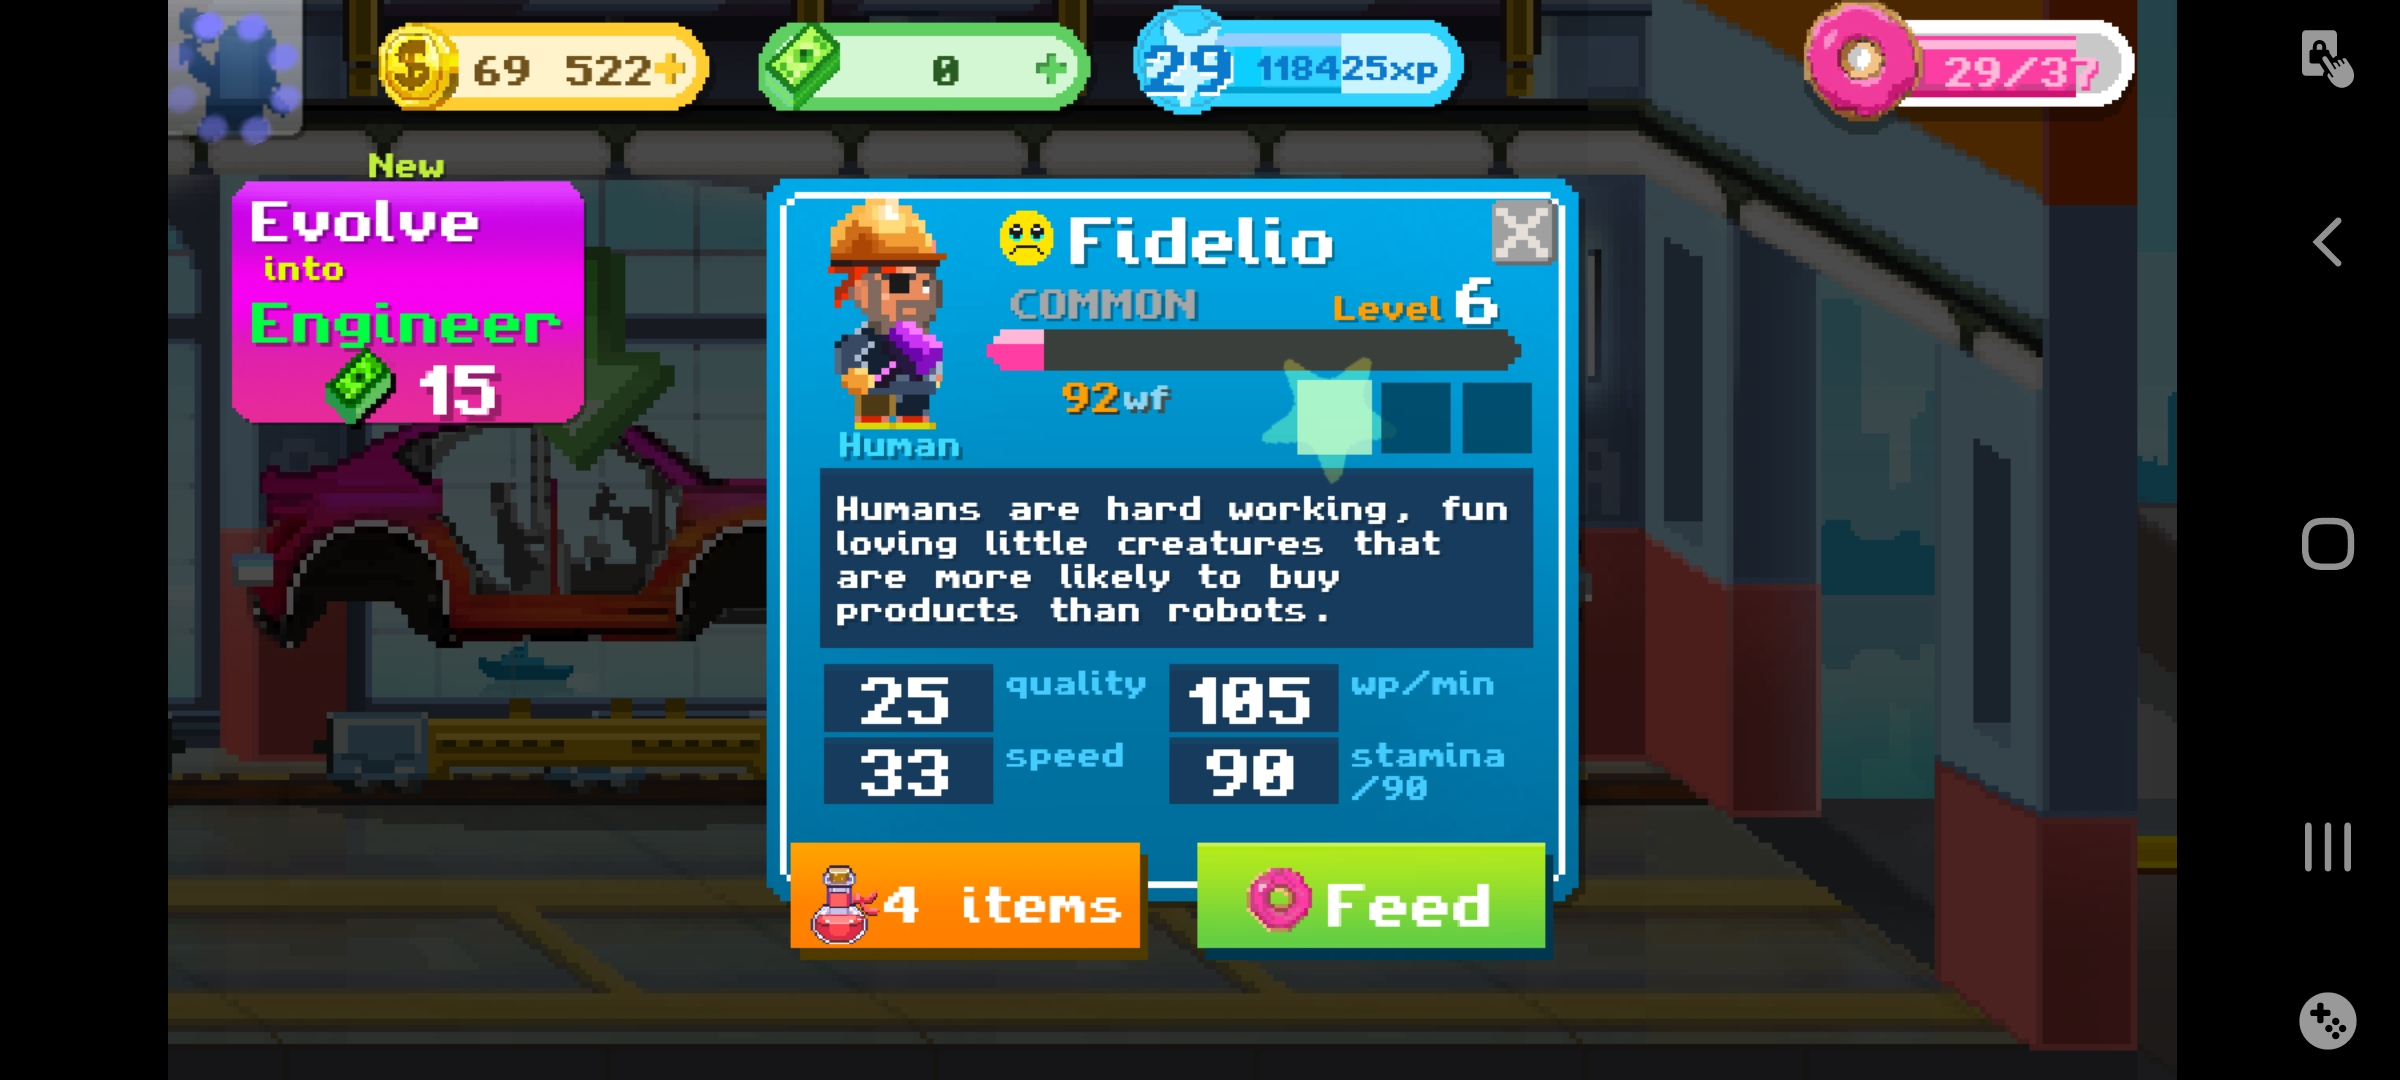 69 522
0
29 118425xp
29/37
New
Evolve
into
Engineer
15
Fidelio
COMMON
Level 6
92wf
Human
Humans are hard working, fun
loving little creatures that
are more likely to buy
products than robots.
25 quality
105 wp/min
33 speed
90 stamina
/90
4 items
Feed